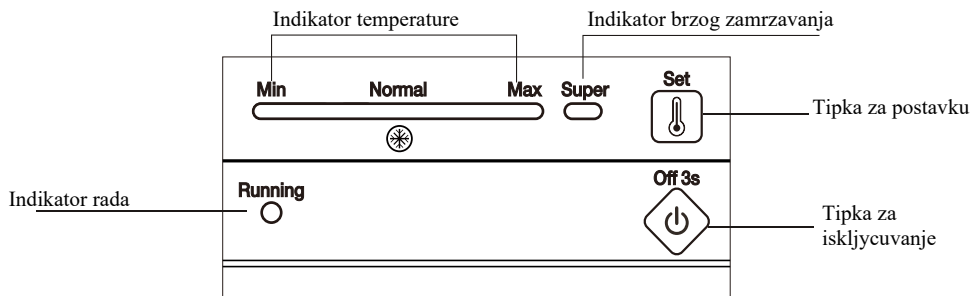 Indikator temperature
Indikator brzog zamrzavanja
Min Normal Max Super Set
Tipka za postavku
Running Off 3s
Indikator rada
Tipka za
iskljycuvanje